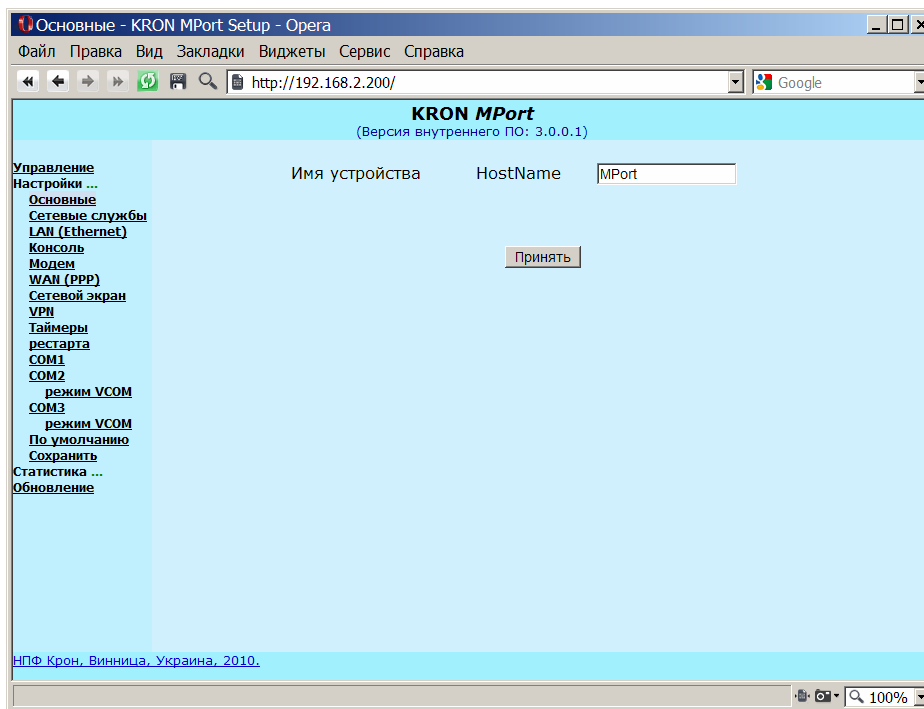 Основные - KRON MPort Setup - Opera
Файл Правка Вид Закладки Виджеты Сервис Справка
http://192.168.2.200/ Google
KRON MPort
(Версия внутреннего ПО: 3.0.0.1)
Управление
Настройки ...
Основные
Сетевые службы
LAN (Ethernet)
Консоль
Модем
WAN (PPP)
Сетевой экран
VPN
Таймеры
рестарта
COM1
COM2
режим VCOM
COM3
режим VCOM
По умолчанию
Сохранить
Статистика ...
Обновление
Имя устройства HostName MPort
Принять
НПФ Крон, Винница, Украина, 2010.
100%